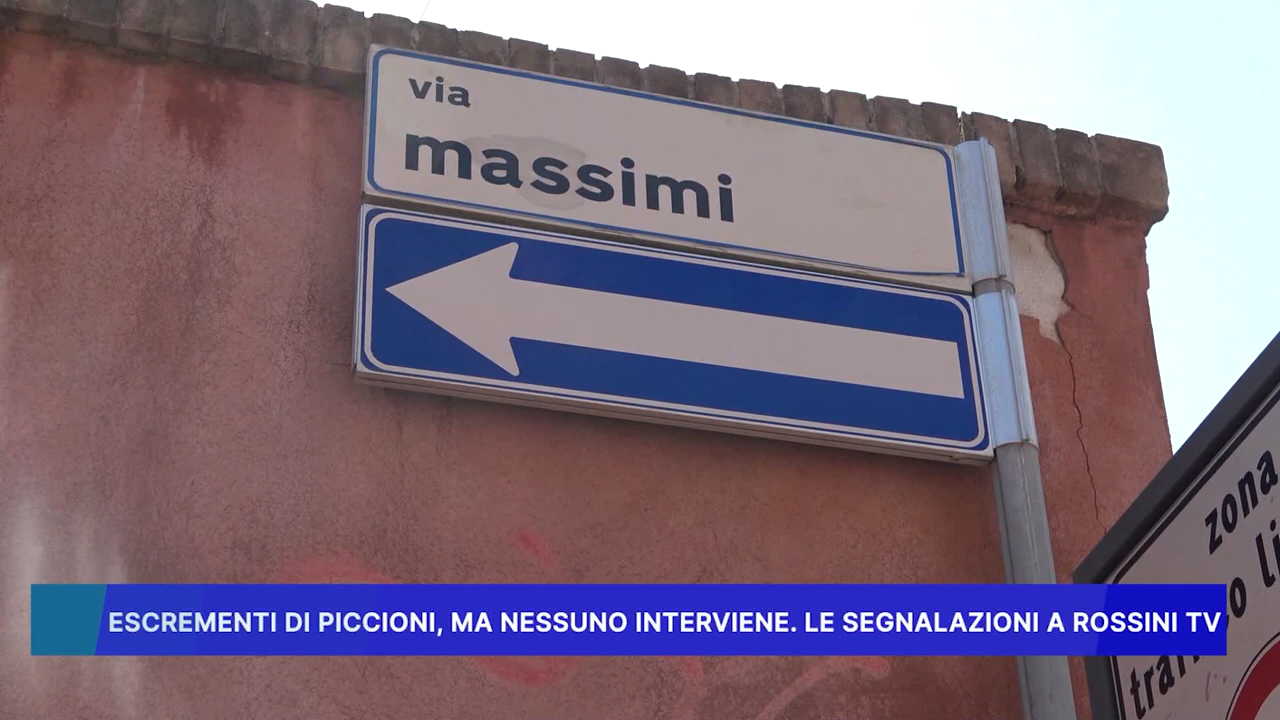 via
massimi
zona
ESCREMENTI DI PICCIONI, MA NESSUNO INTERVIENE. LE SEGNALAZIONI A ROSSINI TV